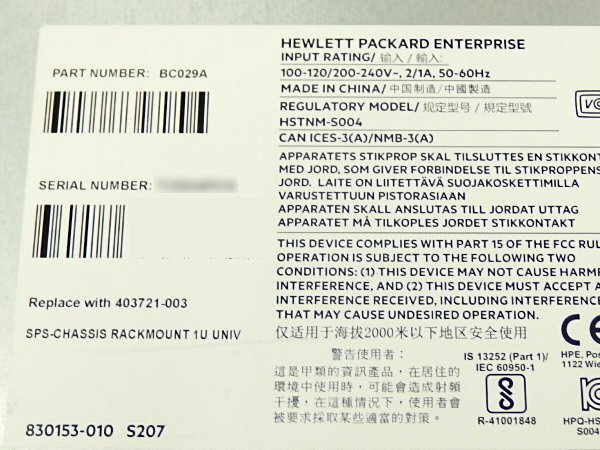 PART NUMBER: BC029A
SERIAL NUMBER:
Replace with 403721-003
SPS-CHASSIS RACKMOUNT 1U UNIV
830153-010 S207
HEWLETT PACKARD ENTERPRISE
INPUT RATING/ 输入 / 輸入:
100-120/200-240V~, 2/1A, 50-60Hz
MADE IN CHINA/ 中国制造/ 中國製造
REGULATORY MODEL/ 规定型号 / 規定型號
HSTNM-S004
CAN ICES-3(A)/NMB-3(A)
APPARATETS STIKPROP SKAL TILSLUTTES EN STIKKONT
MED JORD, SOM GIVER FORBINDELSE TIL STIKPROPPENS
JORD. LAITE ON LIITETTÄVÄ SUOJAKOSKETTIMILLA
VARUSTETTUUN PISTORASIAAN
APPARATEN SKALL ANSLUTAS TILL JORDAT UTTAG
APPARATET MÅ TILKOPLES JORDET STIKKONTAKT
THIS DEVICE COMPLIES WITH PART 15 OF THE FCC RUL
OPERATION IS SUBJECT TO THE FOLLOWING TWO
CONDITIONS: (1) THIS DEVICE MAY NOT CAUSE HARMF
INTERFERENCE, AND (2) THIS DEVICE MUST ACCEPT A
INTERFERENCE RECEIVED, INCLUDING INTERFERENCE
THAT MAY CAUSE UNDESIRED OPERATION.
仅适用于海拔2000米以下地区安全使用
警告使用者:
這是甲類的資訊產品，在居住的
環境中使用時，可能會造成射頻
干擾，在這種情況下，使用者會
被要求採取某些適當的對策。
IS 13252 (Part 1)/
IEC 60950-1
R-41001848
CE
HPE, Pos
1122 Wie
HPQ-HS
S004
VC